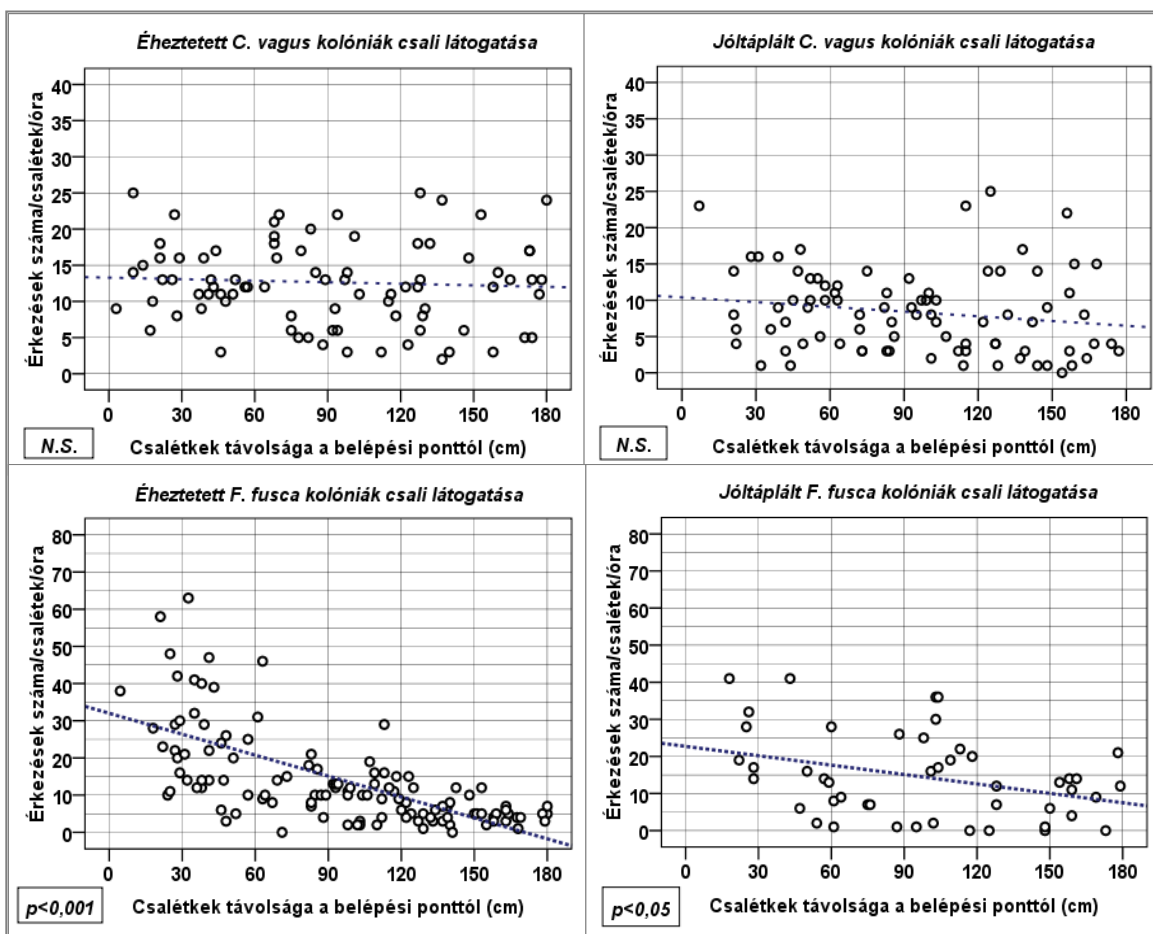 Éheztetett C. vagus kolóniák csali látogatása
Érkezések száma/csalétek/óra
40
35
30
25
20
15
10
5
0
0 30 60 90 120 150 180
N.S.
Csalétkek távolsága a belépési ponttól (cm)
Jóltáplált C. vagus kolóniák csali látogatása
Érkezések száma/csalétek/óra
40
35
30
25
20
15
10
5
0
0 30 60 90 120 150 180
N.S.
Csalétkek távolsága a belépési ponttól (cm)
Éheztetett F. fusca kolóniák csali látogatása
Érkezések száma/csalétek/óra
80
70
60
50
40
30
20
10
0
0 30 60 90 120 150 180
p<0,001
Csalétkek távolsága a belépési ponttól (cm)
Jóltáplált F. fusca kolóniák csali látogatása
Érkezések száma/csalétek/óra
80
70
60
50
40
30
20
10
0
0 30 60 90 120 150 180
p<0,05
Csalétkek távolsága a belépési ponttól (cm)